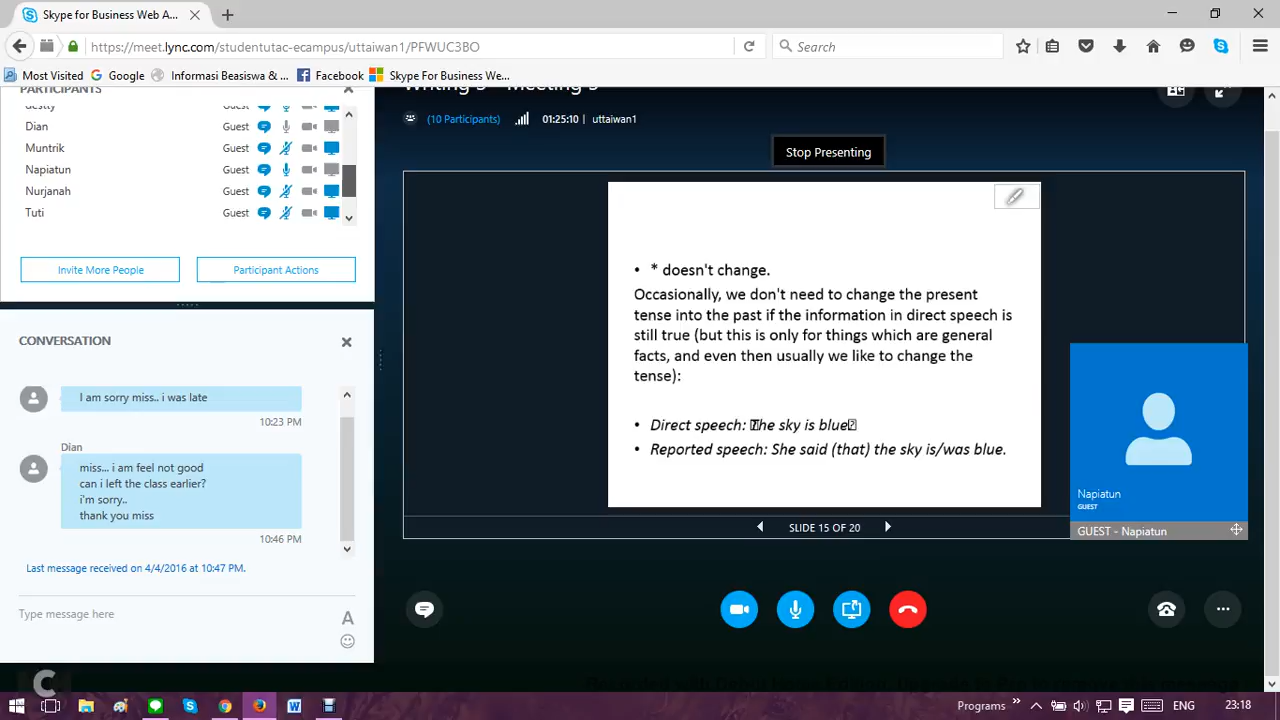 Skype for Business Web A...
https://meet.lync.com/studentutac-ecampus/uttaiwan1/PFWUC3BO
Search
Most Visited
Google
Informasi Beasiswa & ...
Facebook
Skype For Business We...
PARTICIPANTS
destty
Guest
Dian
Guest
Muntrik
Guest
Napiatun
Guest
Nurjanah
Guest
Tuti
Guest
Invite More People
Participant Actions
CONVERSATION
I am sorry miss.. i was late
10:23 PM
Dian
miss... i am feel not good
can i left the class earlier?
i'm sorry..
thank you miss
10:46 PM
Last message received on 4/4/2016 at 10:47 PM.
Type message here
A
Writing 3 - Meeting 5
(10 Participants)
01:25:10 | uttaiwan1
Stop Presenting
• * doesn't change.
Occasionally, we don't need to change the present
tense into the past if the information in direct speech is
still true (but this is only for things which are general
facts, and even then usually we like to change the
tense):
• Direct speech: The sky is blue
• Reported speech: She said (that) the sky is/was blue.
SLIDE 15 OF 20
Napiatun
GUEST
GUEST - Napiatun
Programs
ENG
23:18